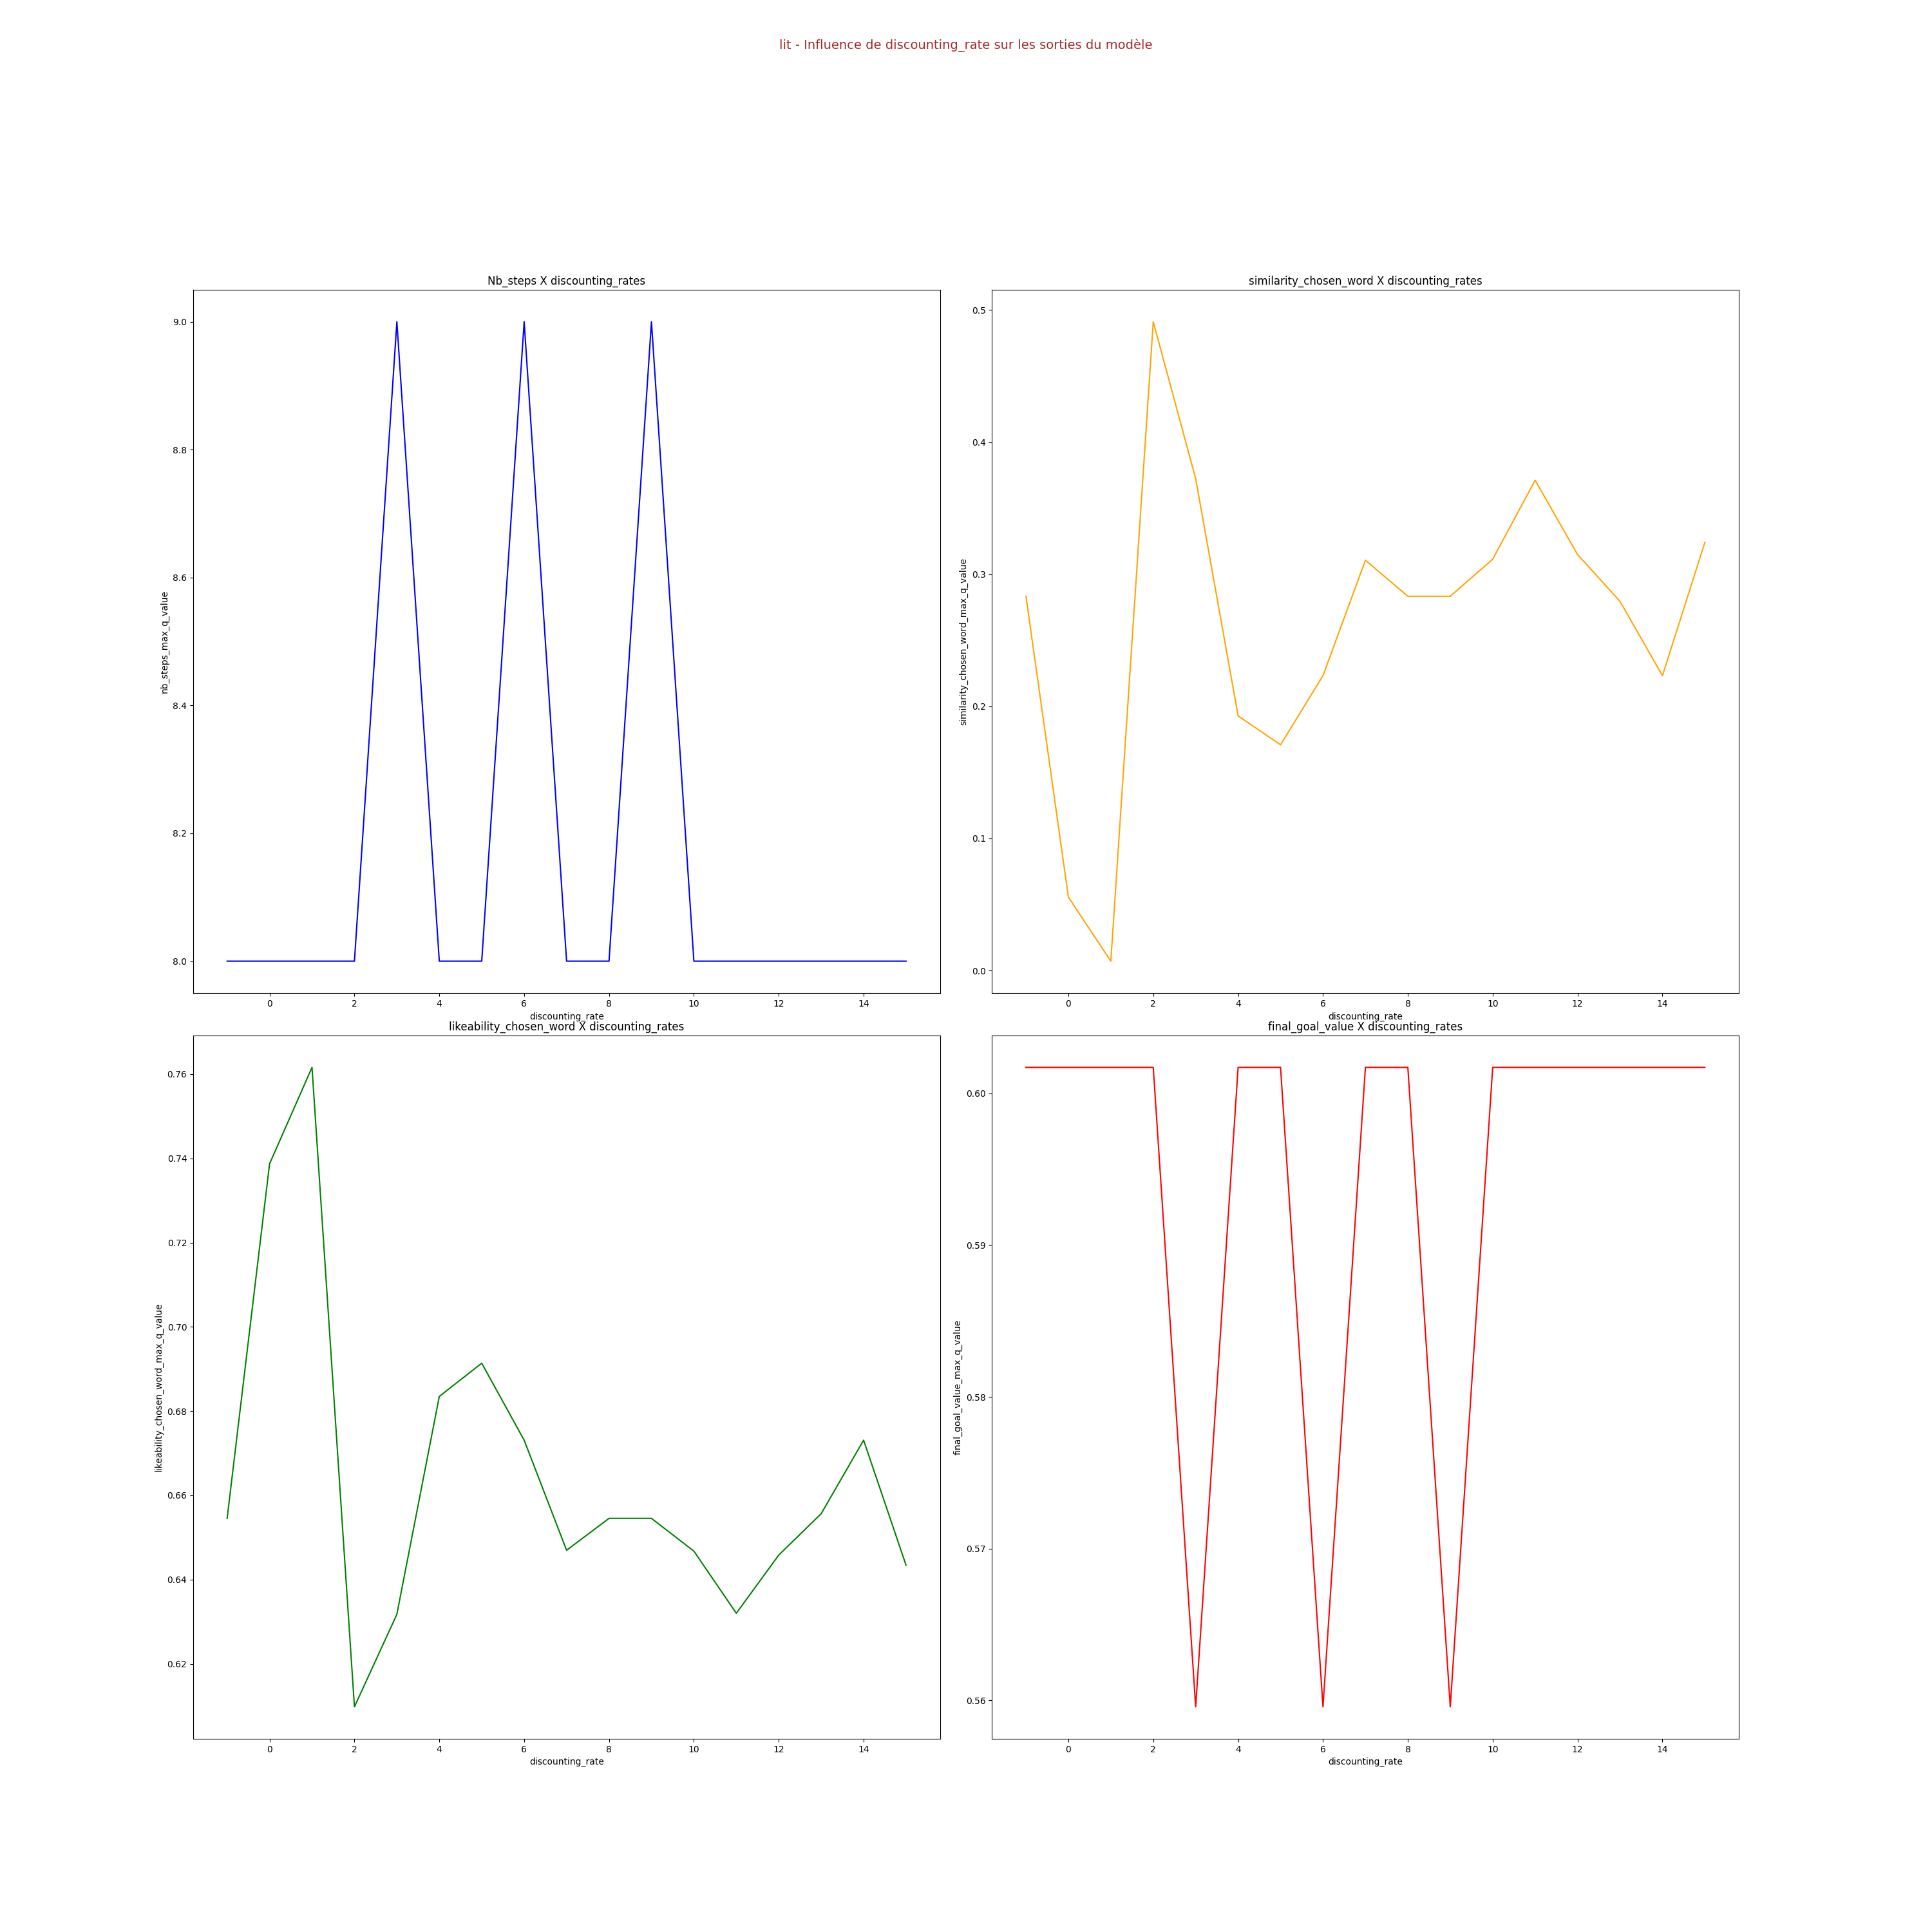 lit - Influence de discounting_rate sur les sorties du modèle
Nb_steps X discounting_rates
9.0
8.8
8.6
8.4
8.2
8.0
nb_steps_max_q_value
0 2 4 6 8 10 12 14
discounting_rate
similarity_chosen_word X discounting_rates
0.5
0.4
0.3
0.2
0.1
0.0
similarity_chosen_word_max_q_value
0 2 4 6 8 10 12 14
discounting_rate
likeability_chosen_word X discounting_rates
0.76
0.74
0.72
0.70
0.68
0.66
0.64
0.62
likeability_chosen_word_max_q_value
0 2 4 6 8 10 12 14
discounting_rate
final_goal_value X discounting_rates
0.60
0.59
0.58
0.57
0.56
final_goal_value_max_q_value
0 2 4 6 8 10 12 14
discounting_rate